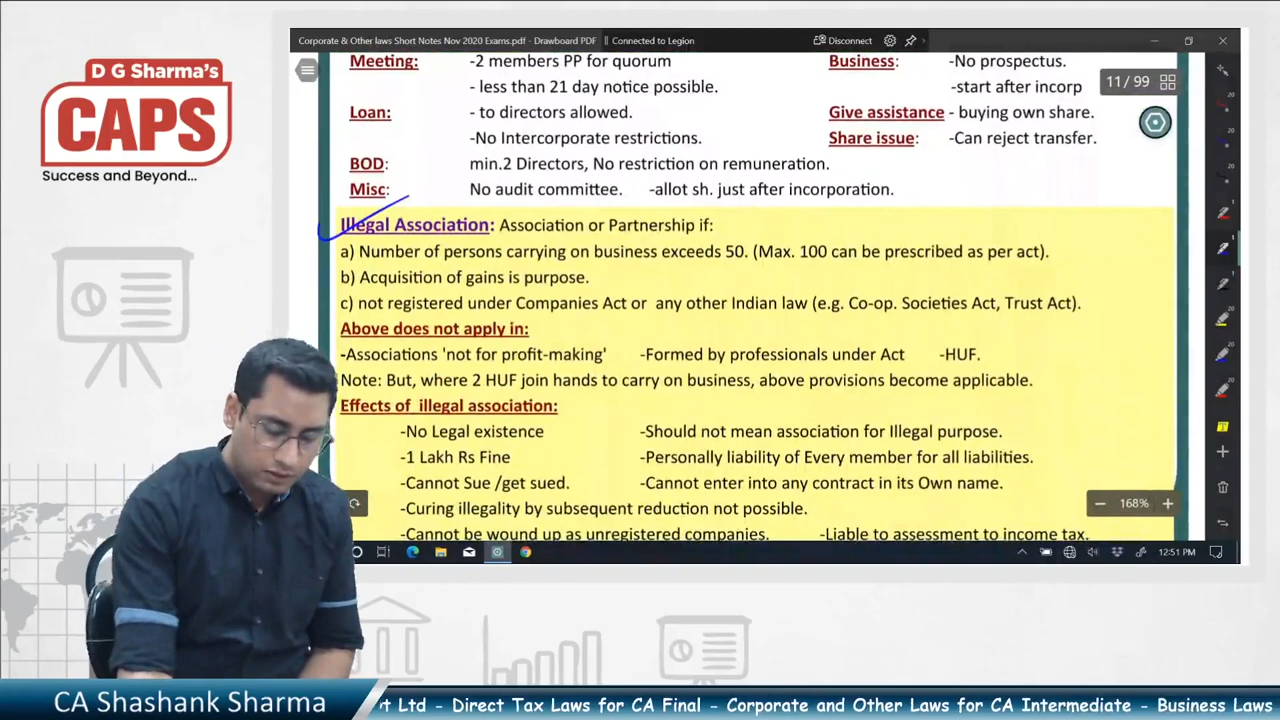 D G Sharma's
CAPS
Success and Beyond...
Corporate & Other laws Short Notes Nov 2020 Exams.pdf - Drawboard PDF
Connected to Legion
Disconnect
11 / 99
Meeting: -2 members PP for quorum Business: -No prospectus.
- less than 21 day notice possible. -start after incorp
Loan: - to directors allowed. Give assistance - buying own share.
-No Intercorporate restrictions. Share issue: -Can reject transfer.
BOD: min.2 Directors, No restriction on remuneration.
Misc: No audit committee. -allot sh. just after incorporation.
Illegal Association: Association or Partnership if:
a) Number of persons carrying on business exceeds 50. (Max. 100 can be prescribed as per act).
b) Acquisition of gains is purpose.
c) not registered under Companies Act or any other Indian law (e.g. Co-op. Societies Act, Trust Act).
Above does not apply in:
-Associations 'not for profit-making' -Formed by professionals under Act -HUF.
Note: But, where 2 HUF join hands to carry on business, above provisions become applicable.
Effects of illegal association:
-No Legal existence -Should not mean association for Illegal purpose.
-1 Lakh Rs Fine -Personally liability of Every member for all liabilities.
-Cannot Sue /get sued. -Cannot enter into any contract in its Own name.
-Curing illegality by subsequent reduction not possible.
-Cannot be wound up as unregistered companies. -Liable to assessment to income tax.
168%
12:51 PM
CA Shashank Sharma
t Ltd - Direct Tax Laws for CA Final - Corporate and Other Laws for CA Intermediate - Business Laws